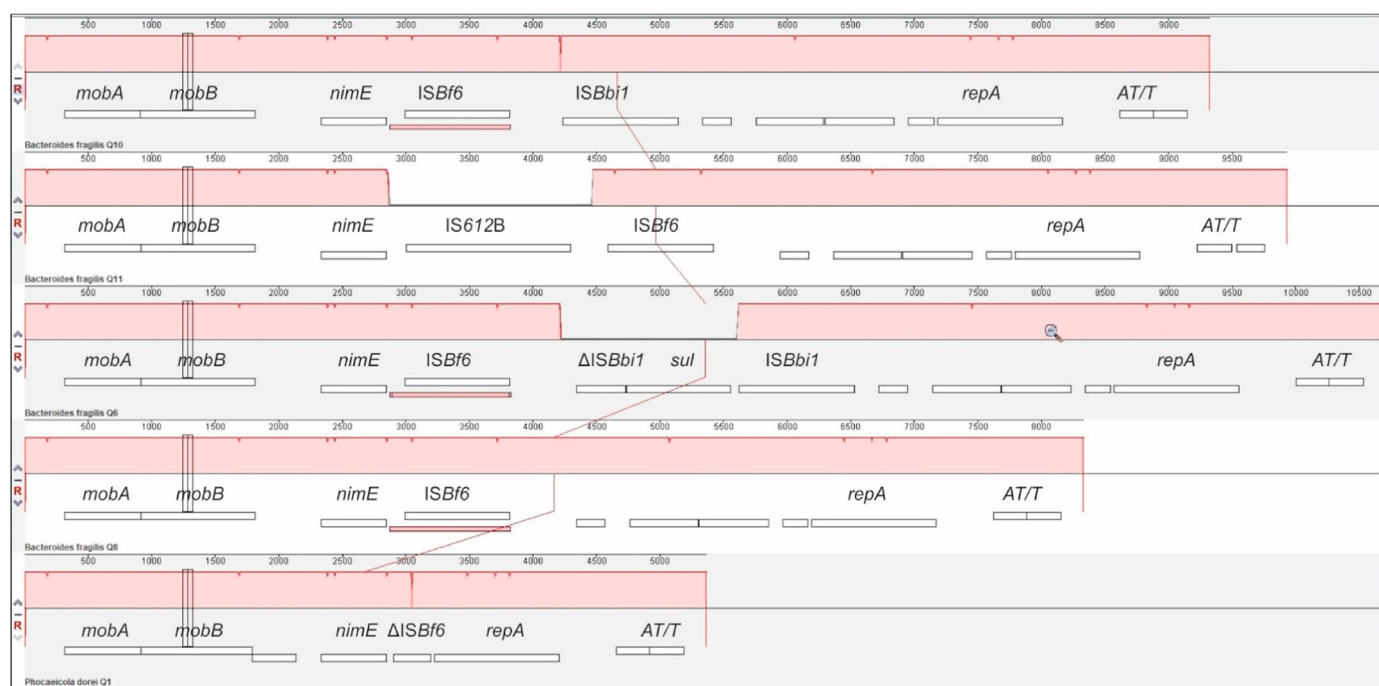 500 1000 1500 2000 2500 3000 3500 4000 4500 5000 5500 6000 6500 7000 7500 8000 8500 9000
R
mobA mobB nimE ISBf6 ISBbi1 repA AT/T
Bacteroides fragilis Q10
500 1000 1500 2000 2500 3000 3500 4000 4500 5000 5500 6000 6500 7000 7500 8000 8500 9000 9500
R
mobA mobB nimE IS612B ISBf6 repA AT/T
Bacteroides fragilis Q11
500 1000 1500 2000 2500 3000 3500 4000 4500 5000 5500 6000 6500 7000 7500 8000 8500 9000 9500 10000 10500
R
mobA mobB nimE ISBf6 ΔISBbi1 sul ISBbi1 repA AT/T
Bacteroides fragilis Q6
500 1000 1500 2000 2500 3000 3500 4000 4500 5000 5500 6000 6500 7000 7500 8000
R
mobA mobB nimE ISBf6 repA AT/T
Bacteroides fragilis Q8
500 1000 1500 2000 2500 3000 3500 4000 4500 5000
R
mobA mobB nimE ΔISBf6 repA AT/T
Phocaeicola dorei Q1